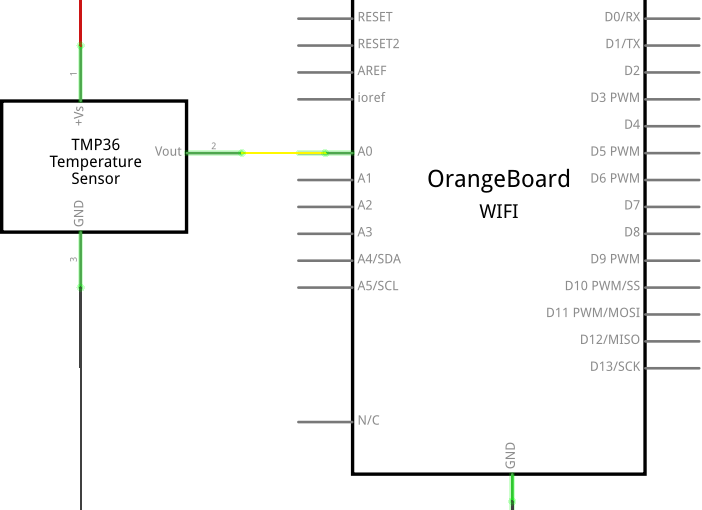 1
+Vs
TMP36
Temperature
Sensor
Vout
2
GND
3
RESET
RESET2
AREF
ioref
A0
A1
A2
A3
A4/SDA
A5/SCL
N/C
OrangeBoard
WIFI
D0/RX
D1/TX
D2
D3 PWM
D4
D5 PWM
D6 PWM
D7
D8
D9 PWM
D10 PWM/SS
D11 PWM/MOSI
D12/MISO
D13/SCK
GND